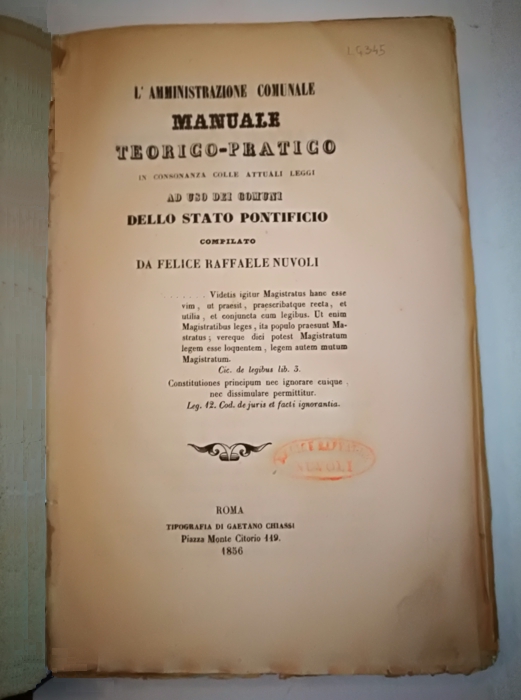 I.G345
L' AMMINISTRAZIONE COMUNALE
MANUALE
TEORICO-PRATICO
IN CONSONANZA COLLE ATTUALI LEGGI
AD USO DEI COMUNI
DELLO STATO PONTIFICIO
COMPILATO
DA FELICE RAFFAELE NUVOLI
....... Videtis igitur Magistratus hanc esse
vim, ut praesit, praescribatque recta, et
utilia, et conjuncta cum legibus. Ut enim
Magistratibus leges, ita populo praesunt Ma-
stratus; vereque dici potest Magistratum
legem esse loquentem, legem autem mutum
Magistratum.
Cic. de legibus lib. 3.
Constitutiones principum nec ignorare cuique,
nec dissimulare permittitur.
Leg. 12. Cod. de juris et facti ignorantia.
FELICE RAFFAELE
NUVOLI
ROMA
TIPOGRAFIA DI GAETANO CHIASSI
Piazza Monte Citorio 119.
1856